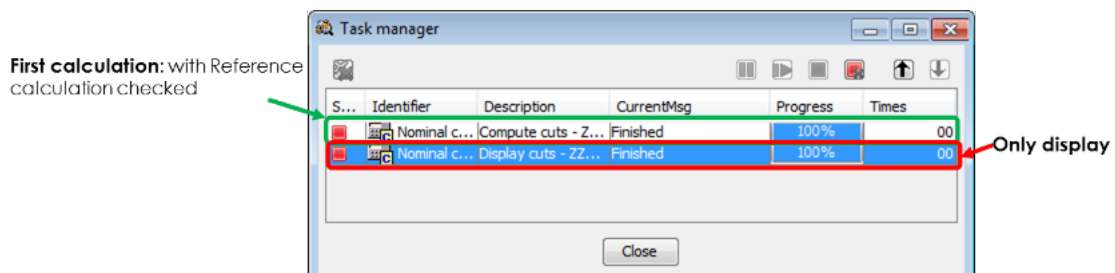 Task manager
First calculation: with Reference
calculation checked
S... Identifier Description CurrentMsg Progress Times
Nominal c... Compute cuts - Z... Finished 100% 00
Nominal c... Display cuts - ZZ... Finished 100% 00
Only display
Close